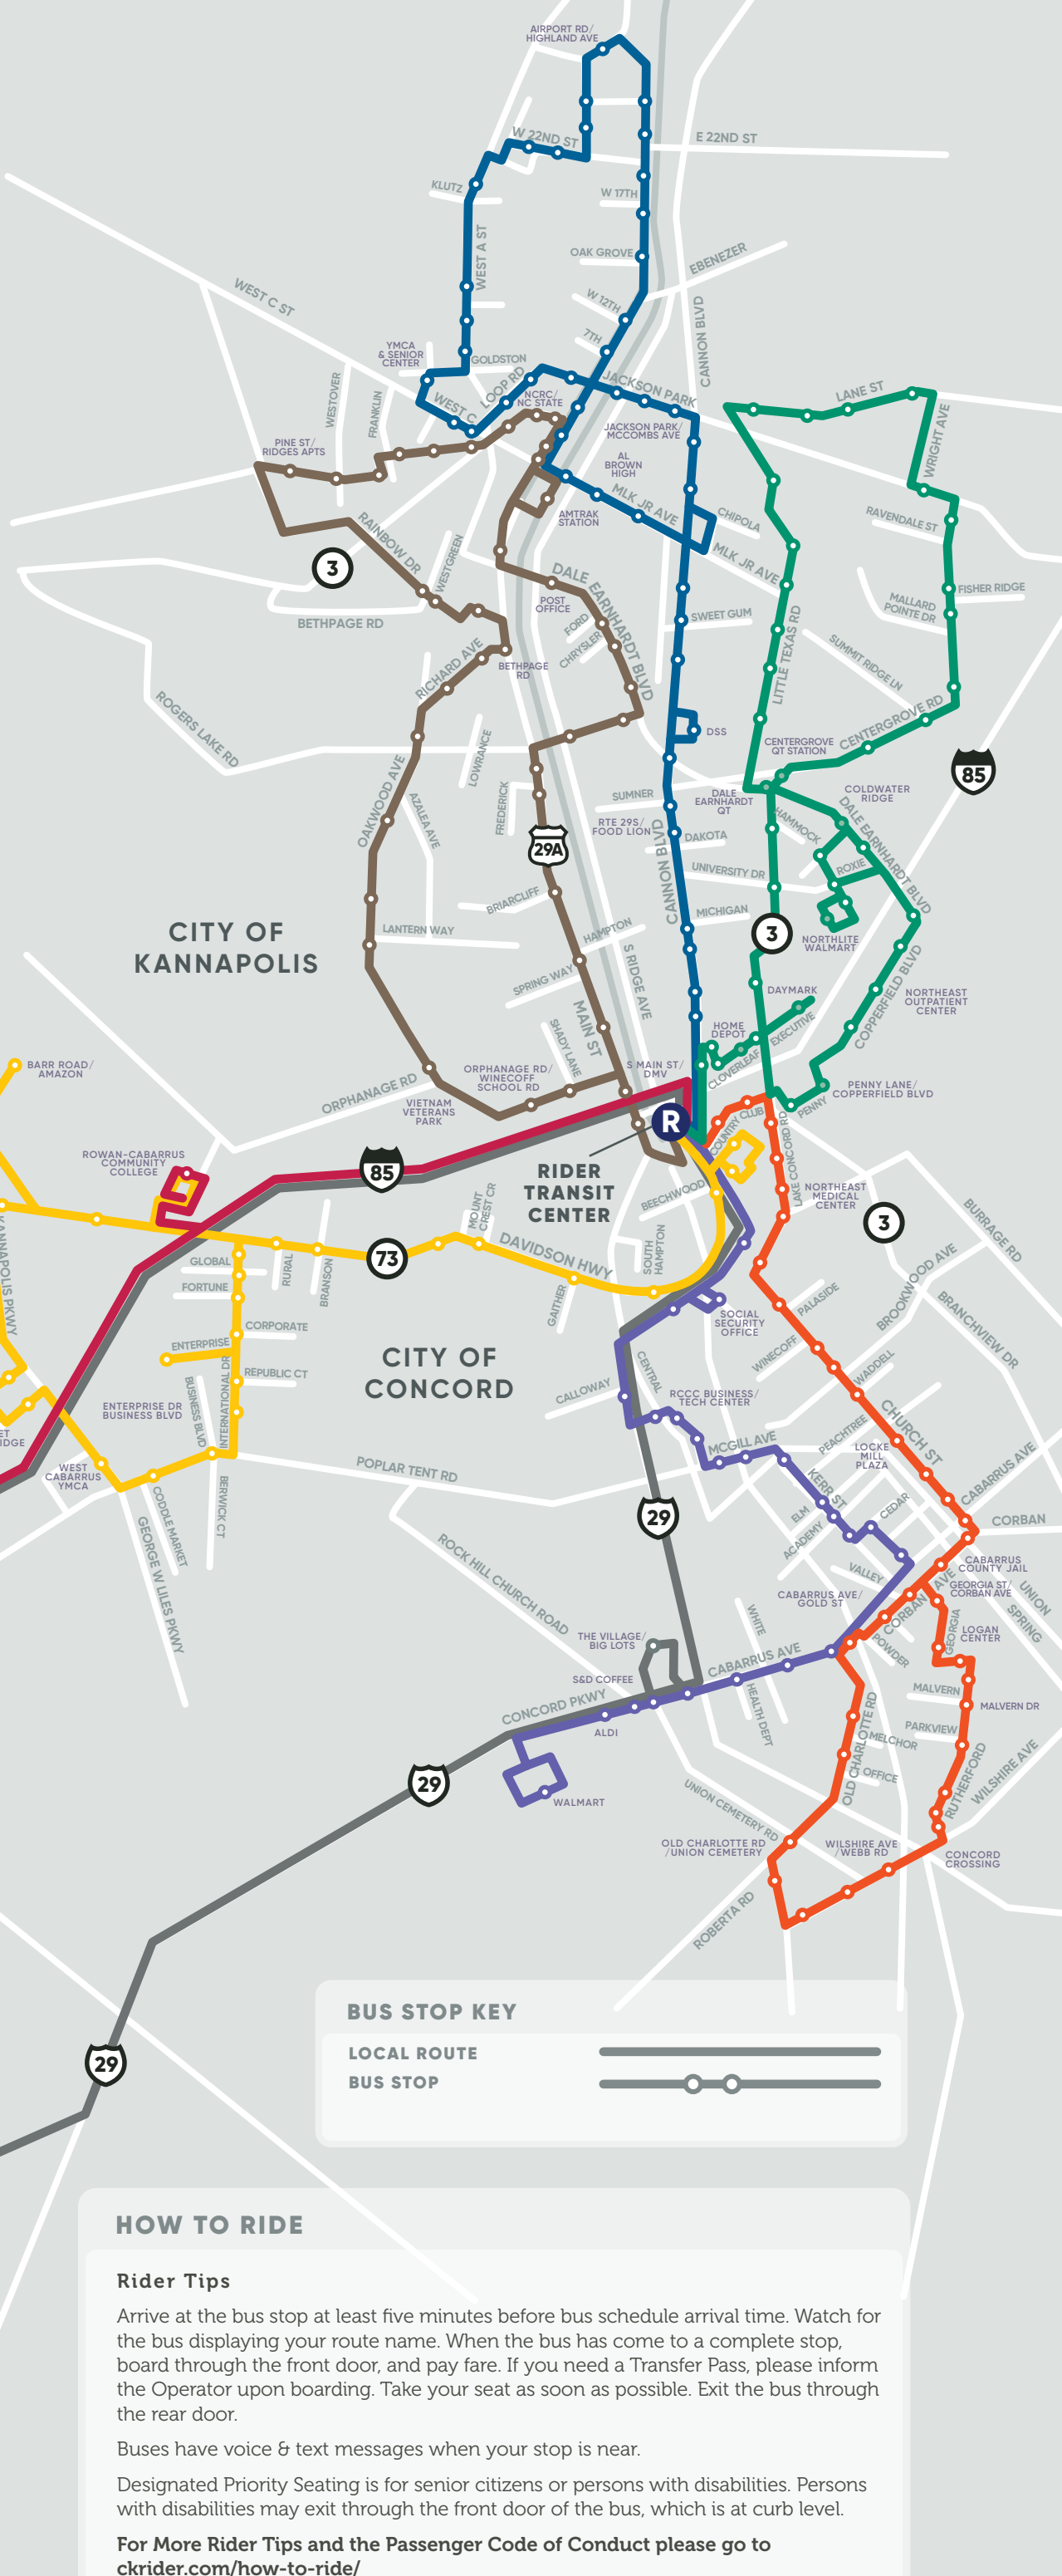 AIRPORT RD/
HIGHLAND AVE
W 22ND ST
E 22ND ST
KLUTZ
W 17TH
WEST A ST
OAK GROVE
EBENEZER
WEST C ST
W 12TH
CANNON BLVD
7TH
YMCA
& SENIOR
CENTER
GOLDSTON
LOOP RD
JACKSON PARK
LANE ST
WESTOVER
FRANKLIN
WEST C
NCRC/
NC STATE
WRIGHT AVE
PINE ST/
RIDGES APTS
JACKSON PARK/
MCCOMBS AVE
AL
BROWN
HIGH
MLK JR AVE
AMTRAK
STATION
CHIPOLA
RAVENDALE ST
RAINBOW DR
WESTGREEN
MLK JR AVE
3
DALE EARNHARDT BLVD
POST
OFFICE
FISHER RIDGE
MALLARD
POINTE DR
BETHPAGE RD
FORD
CHRYSLER
SWEET GUM
LITTLE TEXAS RD
SUMMIT RIDGE LN
RICHARD AVE
BETHPAGE
RD
ROGERS LAKE RD
CENTERGROVE RD
DSS
CENTERGROVE
QT STATION
LOWRANCE
85
OAKWOOD AVE
AZALEA AVE
FREDERICK
SUMNER
DALE
EARNHARDT
QT
COLDWATER
RIDGE
RTE 29S/
FOOD LION
DAKOTA
HAMMOCK
DALE EARNHARDT BLVD
29A
CANNON BLVD
UNIVERSITY DR
ROXIE
BRIARCLIFF
MICHIGAN
CITY OF
KANNAPOLIS
LANTERN WAY
HAMPTON
3
NORTHLITE
WALMART
S RIDGE AVE
SPRING WAY
COPPERFIELD BLVD
DAYMARK
NORTHEAST
OUTPATIENT
CENTER
MAIN ST
SHADY LANE
HOME
DEPOT
EXECUTIVE
CLOVERLEAF
BARR ROAD/
AMAZON
ORPHANAGE RD/
WINECOFF
SCHOOL RD
S MAIN ST/
DMV
ORPHANAGE RD
PENNY LANE/
COPPERFIELD BLVD
VIETNAM
VETERANS
PARK
PENNY
R
COUNTRY CLUB
LAKE CONCORD RD
ROWAN-CABARRUS
COMMUNITY
COLLEGE
85
RIDER
TRANSIT
CENTER
BEECHWOOD
NORTHEAST
MEDICAL
CENTER
3
BURRAGE RD
MOUNT
CREST CR
KANNAPOLIS PKWY
73
DAVIDSON HWY
SOUTH
HAMPTON
GLOBAL
RURAL
BRANSON
FORTUNE
GAITHER
BROOKWOOD AVE
BRANCHVIEW DR
PALASIDE
SOCIAL
SECURITY
OFFICE
CORPORATE
ENTERPRISE
CITY OF
CONCORD
WINECOFF
WADDELL
REPUBLIC CT
CENTRAL
CALLOWAY
RCCC BUSINESS/
TECH CENTER
BUSINESS BLVD
INTERNATIONAL DR
ENTERPRISE DR
BUSINESS BLVD
CHURCH ST
PEACHTREE
MCGILL AVE
LOCKE
MILL
PLAZA
CABARRUS AVE
WEST
CABARRUS
YMCA
POPLAR TENT RD
KERR ST
CEDAR
ELM
ACADEMY
CORBAN
BERWICK CT
CODDLE MARKET
GEORGE W LILES PKWY
29
ROCK HILL CHURCH ROAD
CABARRUS
COUNTY JAIL
VALLEY
CABARRUS AVE/
GOLD ST
CORBAN AVE
GEORGIA ST/
CORBAN AVE
UNION
SPRING
WHITE
GEORGIA
LOGAN
CENTER
THE VILLAGE/
BIG LOTS
POWDER
S&D COFFEE
CABARRUS AVE
MALVERN
MALVERN DR
CONCORD PKWY
HEALTH DEPT
ALDI
OLD CHARLOTTE RD
PARKVIEW
MELCHOR
OFFICE
RUTHERFORD
WILSHIRE AVE
29
WALMART
UNION CEMETERY RD
OLD CHARLOTTE RD
/UNION CEMETERY
WILSHIRE AVE
/WEBB RD
CONCORD
CROSSING
ROBERTA RD
29
BUS STOP KEY
LOCAL ROUTE
BUS STOP
HOW TO RIDE
Rider Tips
Arrive at the bus stop at least five minutes before bus schedule arrival time. Watch for
the bus displaying your route name. When the bus has come to a complete stop,
board through the front door, and pay fare. If you need a Transfer Pass, please inform
the Operator upon boarding. Take your seat as soon as possible. Exit the bus through
the rear door.
Buses have voice & text messages when your stop is near.
Designated Priority Seating is for senior citizens or persons with disabilities. Persons
with disabilities may exit through the front door of the bus, which is at curb level.
For More Rider Tips and the Passenger Code of Conduct please go to
ckrider.com/how-to-ride/